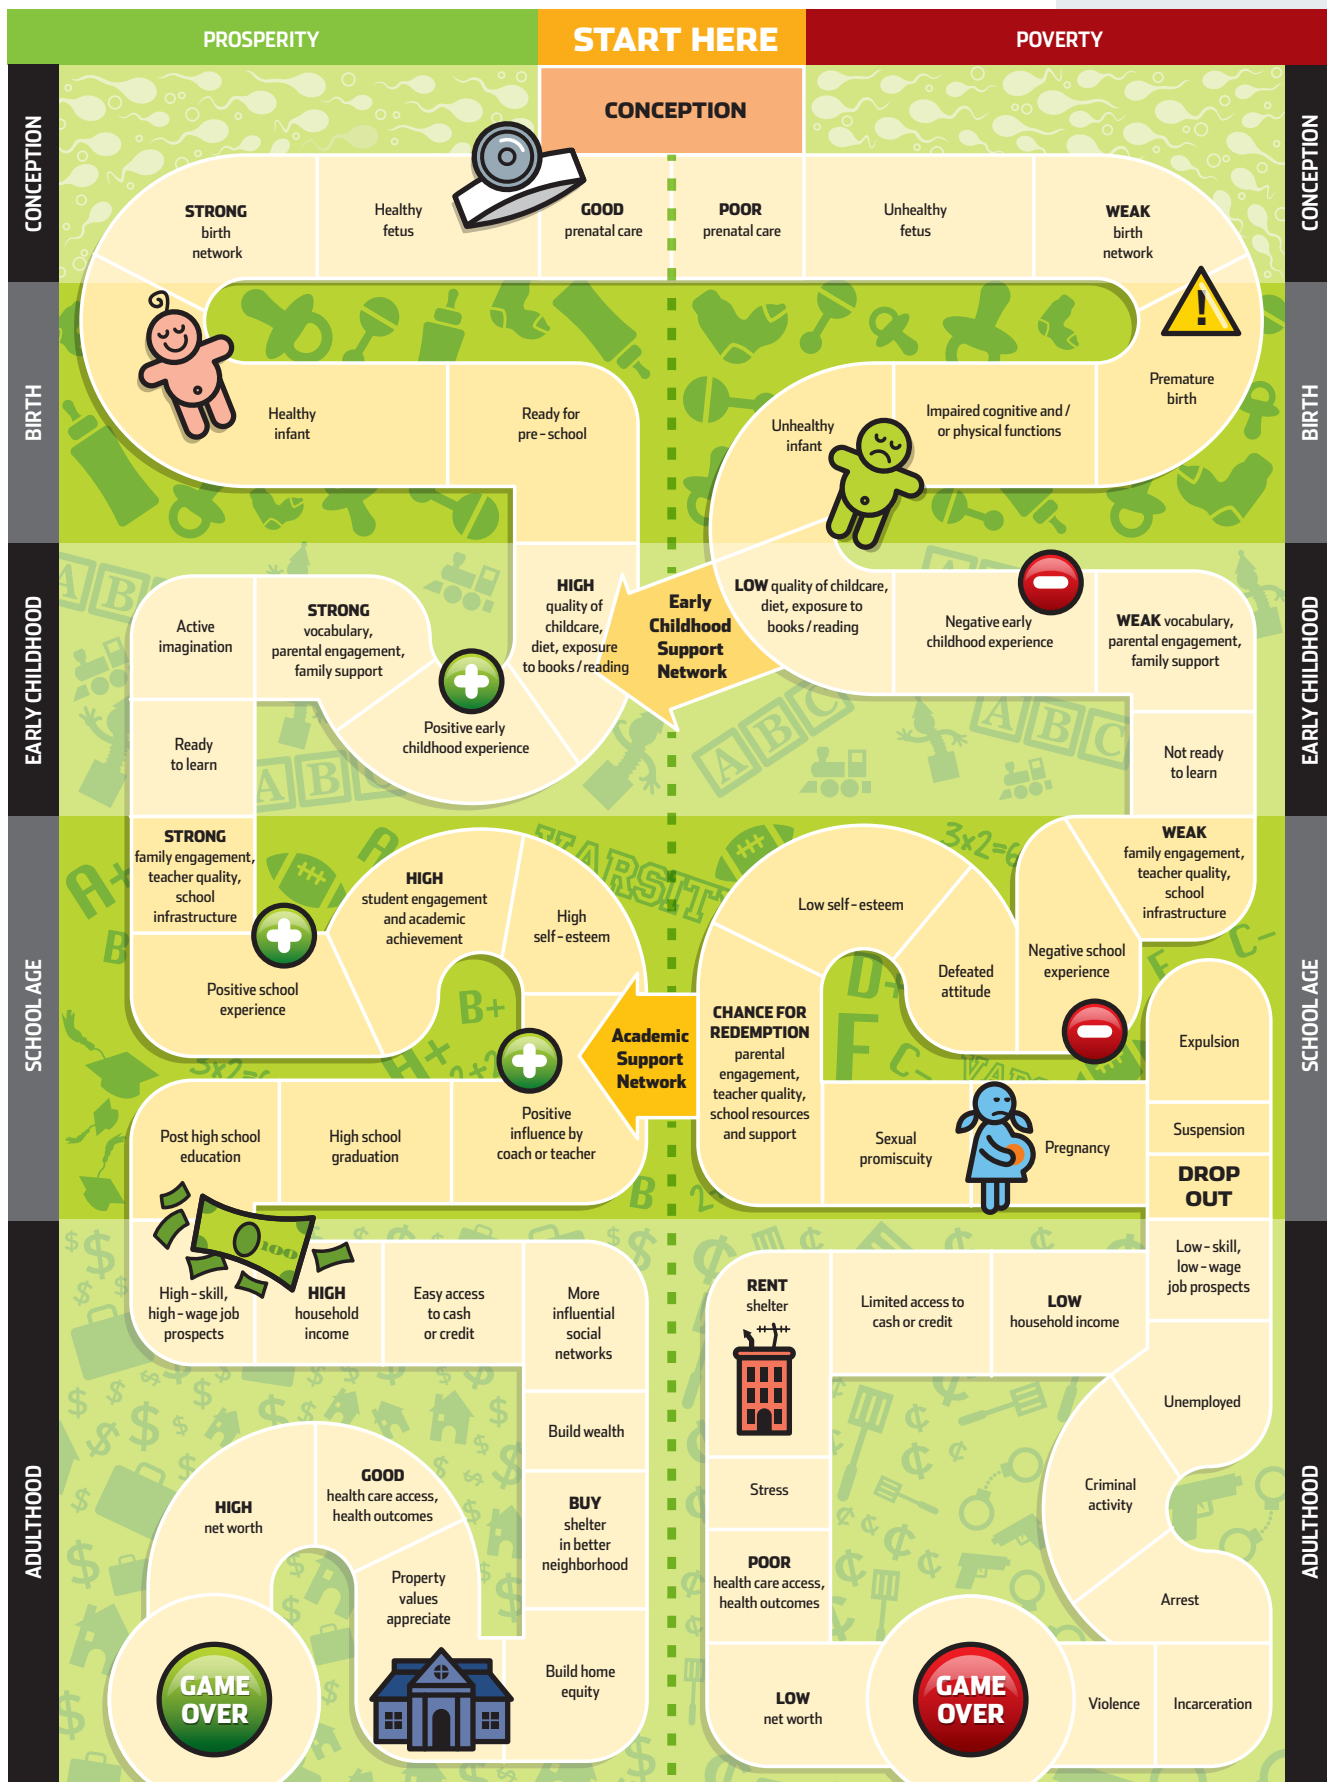 PROSPERITY
START HERE
POVERTY
CONCEPTION
CONCEPTION
CONCEPTION
STRONG
birth
network
Healthy
fetus
GOOD
prenatal care
POOR
prenatal care
Unhealthy
fetus
WEAK
birth
network
BIRTH
BIRTH
Healthy
infant
Ready for
pre-school
Unhealthy
infant
Impaired cognitive and /
or physical functions
Premature
birth
!
EARLY CHILDHOOD
EARLY CHILDHOOD
Active
imagination
STRONG
vocabulary,
parental engagement,
family support
HIGH
quality of
childcare,
diet, exposure
to books / reading
Early
Childhood
Support
Network
LOW quality of childcare,
diet, exposure to
books / reading
Negative early
childhood experience
WEAK vocabulary,
parental engagement,
family support
Ready
to learn
Positive early
childhood experience
Not ready
to learn
A B C
A B C
A B C
A B C
SCHOOL AGE
SCHOOL AGE
STRONG
family engagement,
teacher quality,
school
infrastructure
HIGH
student engagement
and academic
achievement
High
self-esteem
Positive school
experience
Low self-esteem
Defeated
attitude
Negative school
experience
WEAK
family engagement,
teacher quality,
school
infrastructure
Academic
Support
Network
CHANCE FOR
REDEMPTION
parental
engagement,
teacher quality,
school resources
and support
Expulsion
Post high school
education
High school
graduation
Positive
influence by
coach or teacher
Sexual
promiscuity
Pregnancy
Suspension
DROP
OUT
A+
B
B+
VARSITY
3x2=6
D+
F
C-
F
C-
B
ADULTHOOD
ADULTHOOD
100
High-skill,
high-wage job
prospects
HIGH
household
income
Easy access
to cash
or credit
More
influential
social
networks
RENT
shelter
Limited access to
cash or credit
LOW
household income
Low-skill,
low-wage
job prospects
Build wealth
Unemployed
HIGH
net worth
GOOD
health care access,
health outcomes
BUY
shelter
in better
neighborhood
Stress
Criminal
activity
Property
values
appreciate
POOR
health care access,
health outcomes
Arrest
GAME
OVER
Build home
equity
LOW
net worth
GAME
OVER
Violence
Incarceration